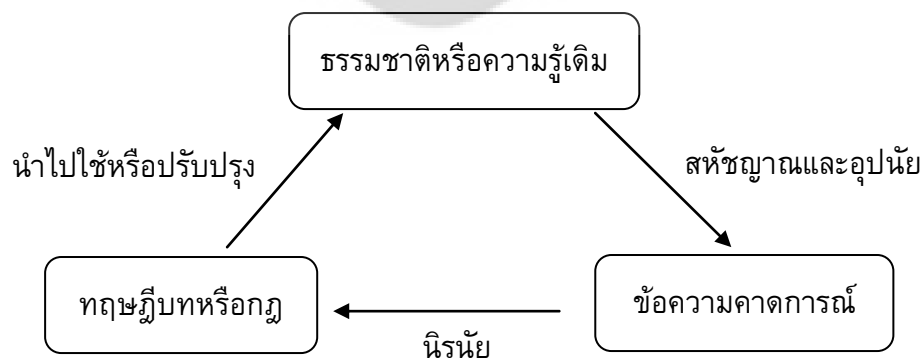 ธรรมชาติหรือความรู้เดิม
นำไปใช้หรือปรับปรุง
สหัชญาณและอุปนัย
ทฤษฎีบทหรือกฎ
ข้อความคาดการณ์
นิรนัย